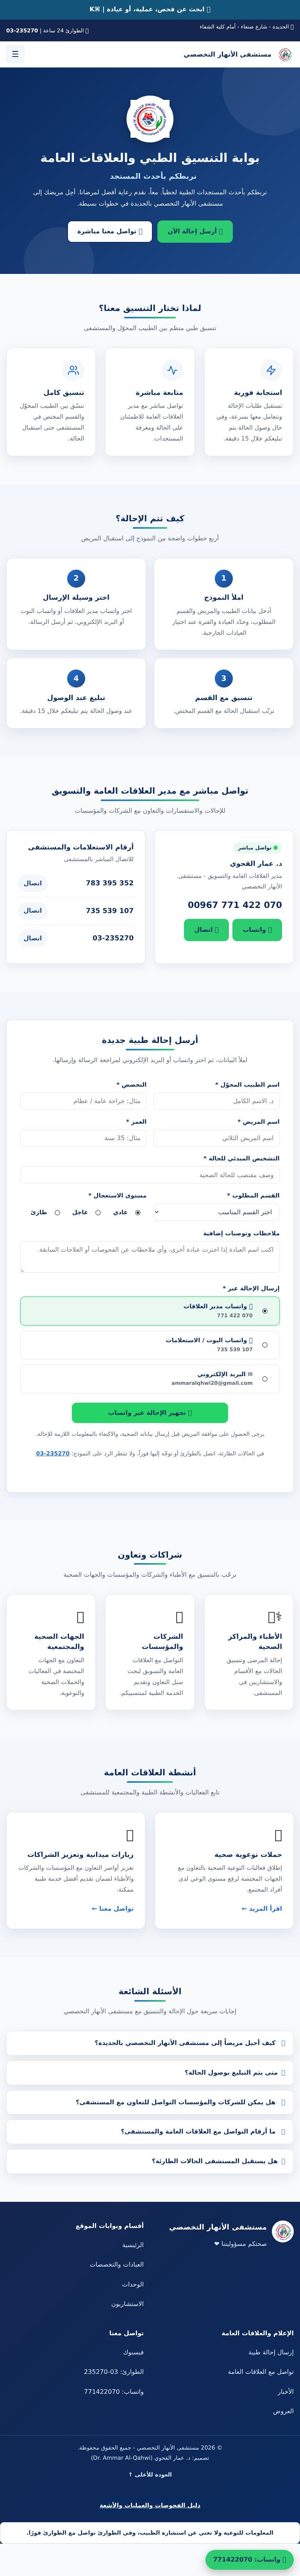 ابحث عن فحص، عملية، أو عيادة | ⌘K
الجديدة - شارع صنعاء - أمام كلية الشفاء
الطوارئ 24 ساعة | 03-235270
مستشفى الأنهار التخصصي
بوابة التنسيق الطبي والعلاقات العامة
نربطكم بأحدث المستجد
نربطكم بأحدث المستجدات الطبية لحظياً، معاً، نقدم رعاية أفضل لمرضانا. أحِل مريضك إلى
مستشفى الأنهار التخصصي بالجديدة في خطوات بسيطة.
أرسل إحالة الآن
تواصل معنا مباشرة
لماذا تختار التنسيق معنا؟
تنسيق طبي منظم بين الطبيب المحوّل والمستشفى
استجابة فورية
نستقبل طلبات الإحالة
ونتعامل معها بسرعة، وفي
حال وصول الحالة يتم
تبليغكم خلال 15 دقيقة.
متابعة مباشرة
تواصل مباشر مع مدير
العلاقات العامة للاطمئنان
على الحالة ومعرفة
المستجدات.
تنسيق كامل
ننسّق بين الطبيب المحوّل
والقسم المختص في
المستشفى حتى استقبال
الحالة.
كيف تتم الإحالة؟
أربع خطوات واضحة من النموذج إلى استقبال المريض
1
املأ النموذج
أدخل بيانات الطبيب والمريض والقسم
المطلوب، وحدّد العيادة والفترة عند اختيار
العيادات الخارجية.
2
اختر وسيلة الإرسال
اختر واتساب مدير العلاقات أو واتساب البوت
أو البريد الإلكتروني، ثم أرسل الرسالة.
3
تنسيق مع القسم
نرتّب استقبال الحالة مع القسم المختص.
4
تبليغ عند الوصول
عند وصول الحالة يتم تبليغكم خلال 15 دقيقة.
تواصل مباشر مع مدير العلاقات العامة والتسويق
للإحالات والاستفسارات والتعاون مع الشركات والمؤسسات
تواصل مباشر
د. عمار القحوي
مدير العلاقات العامة والتسويق - مستشفى
الأنهار التخصصي
00967 771 422 070
واتساب
اتصال
أرقام الاستعلامات والمستشفى
للاتصال المباشر بالمستشفى
783 395 352
اتصال
735 539 107
اتصال
03-235270
اتصال
أرسل إحالة طبية جديدة
املأ البيانات، ثم اختر واتساب أو البريد الإلكتروني لمراجعة الرسالة وإرسالها.
اسم الطبيب المحوّل *
د. الاسم الكامل
التخصص *
مثال: جراحة عامة / عظام
اسم المريض *
اسم المريض الثلاثي
العمر *
مثال: 35 سنة
التشخيص المبدئي للحالة *
وصف مقتضب للحالة الصحية
القسم المطلوب *
اختر القسم المناسب
مستوى الاستعجال *
عادي
عاجل
طارئ
ملاحظات وتوصيات إضافية
اكتب اسم العيادة إذا اخترت عيادة أخرى، وأي ملاحظات عن الفحوصات أو العلاجات السابقة.
إرسال الإحالة عبر *
واتساب مدير العلاقات
771 422 070
واتساب البوت / الاستعلامات
735 539 107
✉ البريد الإلكتروني
ammaralqhwi20@gmail.com
تجهيز الإحالة عبر واتساب
يرجى الحصول على موافقة المريض قبل إرسال بياناته الصحية، والاكتفاء بالمعلومات اللازمة للإحالة.
في الحالات الطارئة، اتصل بالطوارئ أو توجّه إليها فوراً، ولا تنتظر الرد على النموذج: 03-235270
شراكات وتعاون
نرحّب بالتنسيق مع الأطباء والشركات والمؤسسات والجهات الصحية
الأطباء والمراكز
الصحية
إحالة المرضى وتنسيق
الحالات مع الأقسام
والاستشاريين في
المستشفى.
الشركات
والمؤسسات
التواصل مع العلاقات
العامة والتسويق لبحث
سبل التعاون وتقديم
الخدمة الطبية لمنتسبيكم.
الجهات الصحية
والمجتمعية
التعاون مع الجهات
المختصة في الفعاليات
والحملات الصحية
والتوعوية.
أنشطة العلاقات العامة
تابع الفعاليات والأنشطة الطبية والمجتمعية للمستشفى
حملات توعوية صحية
إطلاق فعاليات التوعية الصحية بالتعاون مع
الجهات المختصة لرفع مستوى الوعي لدى
أفراد المجتمع.
اقرأ المزيد ←
زيارات ميدانية وتعزيز الشراكات
تعزيز أواصر التعاون مع المؤسسات والشركات
والأطباء لضمان تقديم أفضل خدمة طبية
ممكنة.
تواصل معنا ←
الأسئلة الشائعة
إجابات سريعة حول الإحالة والتنسيق مع مستشفى الأنهار التخصصي
كيف أحيل مريضاً إلى مستشفى الأنهار التخصصي بالجديدة؟
متى يتم التبليغ بوصول الحالة؟
هل يمكن للشركات والمؤسسات التواصل للتعاون مع المستشفى؟
ما أرقام التواصل مع العلاقات العامة والمستشفى؟
هل يستقبل المستشفى الحالات الطارئة؟
مستشفى الأنهار التخصصي
صحتكم مسؤوليتنا ❤
أقسام وبوابات الموقع
الرئيسية
العيادات والتخصصات
الوحدات
الاستشاريون
الإعلام والعلاقات العامة
إرسال إحالة طبية
تواصل مع العلاقات العامة
الأخبار
العروض
تواصل معنا
فيسبوك
الطوارئ: 03-235270
واتساب: 771422070
© 2026 مستشفى الأنهار التخصصي - جميع الحقوق محفوظة.
تصميم: د. عمار القحوي (Dr. Ammar Al-Qahwi)
العودة للأعلى ↑
دليل الفحوصات والعمليات والأشعة
المعلومات للتوعية ولا تغني عن استشارة الطبيب، وفي الطوارئ تواصل مع الطوارئ فورًا.
واتساب: 771422070